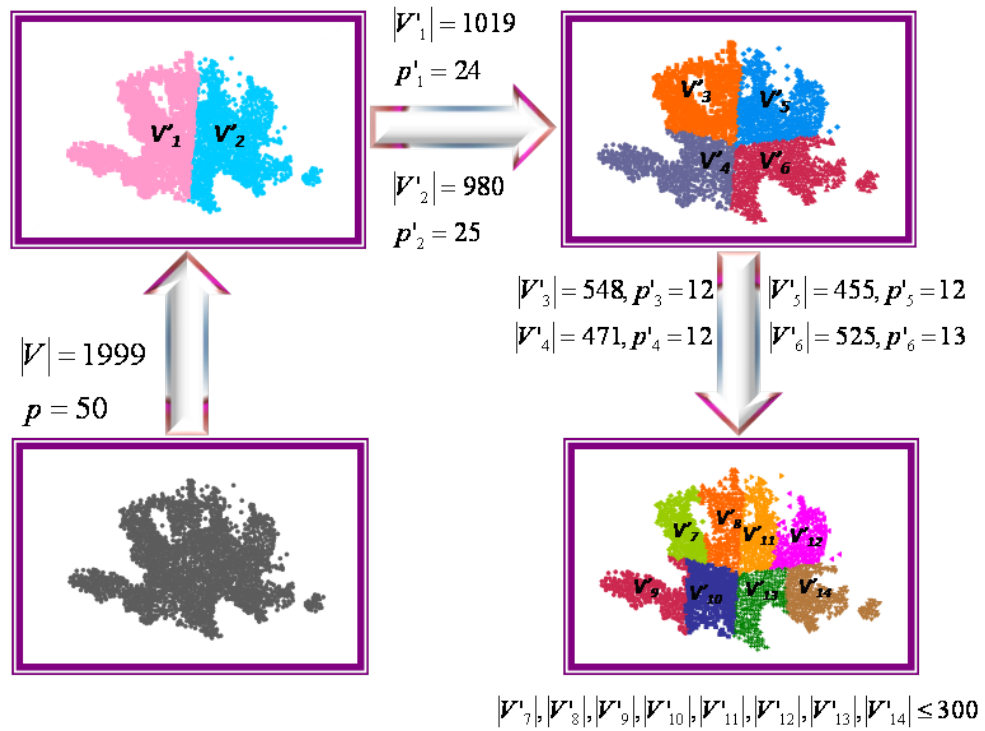 |V'₁| = 1019
p'₁ = 24
V'₁ V'₂
|V'₂| = 980
p'₂ = 25
V'₃ V'₅
V'₄ V'₆
|V'₃| = 548, p'₃ = 12 |V'₅| = 455, p'₅ = 12
|V'₄| = 471, p'₄ = 12 |V'₆| = 525, p'₆ = 13
|V| = 1999
p = 50
V'₇ V'₈ V'₁₁ V'₁₂
V'₉ V'₁₀ V'₁₃ V'₁₄
|V'₇|, |V'₈|, |V'₉|, |V'₁₀|, |V'₁₁|, |V'₁₂|, |V'₁₃|, |V'₁₄| ≤ 300